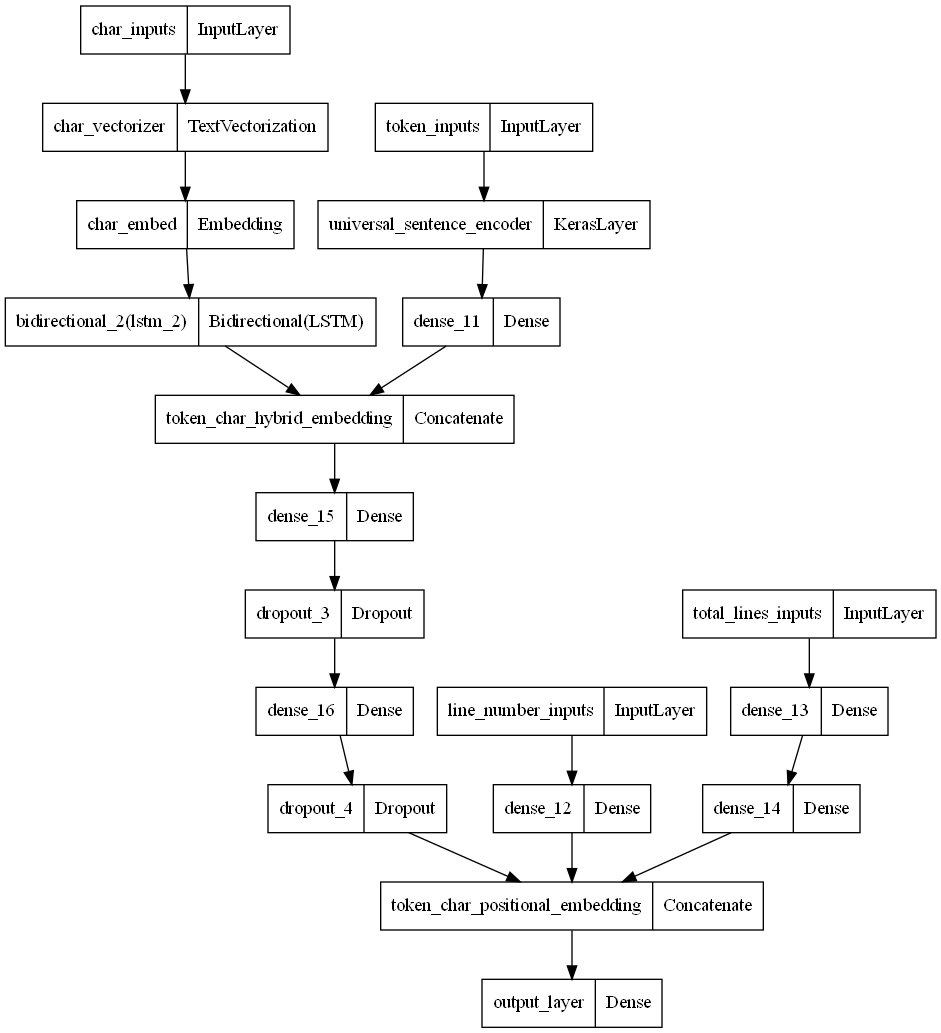 char_inputs InputLayer
char_vectorizer TextVectorization
token_inputs InputLayer
char_embed Embedding
universal_sentence_encoder KerasLayer
bidirectional_2(lstm_2) Bidirectional(LSTM)
dense_11 Dense
token_char_hybrid_embedding Concatenate
dense_15 Dense
dropout_3 Dropout
total_lines_inputs InputLayer
dense_16 Dense
line_number_inputs InputLayer
dense_13 Dense
dropout_4 Dropout
dense_12 Dense
dense_14 Dense
token_char_positional_embedding Concatenate
output_layer Dense